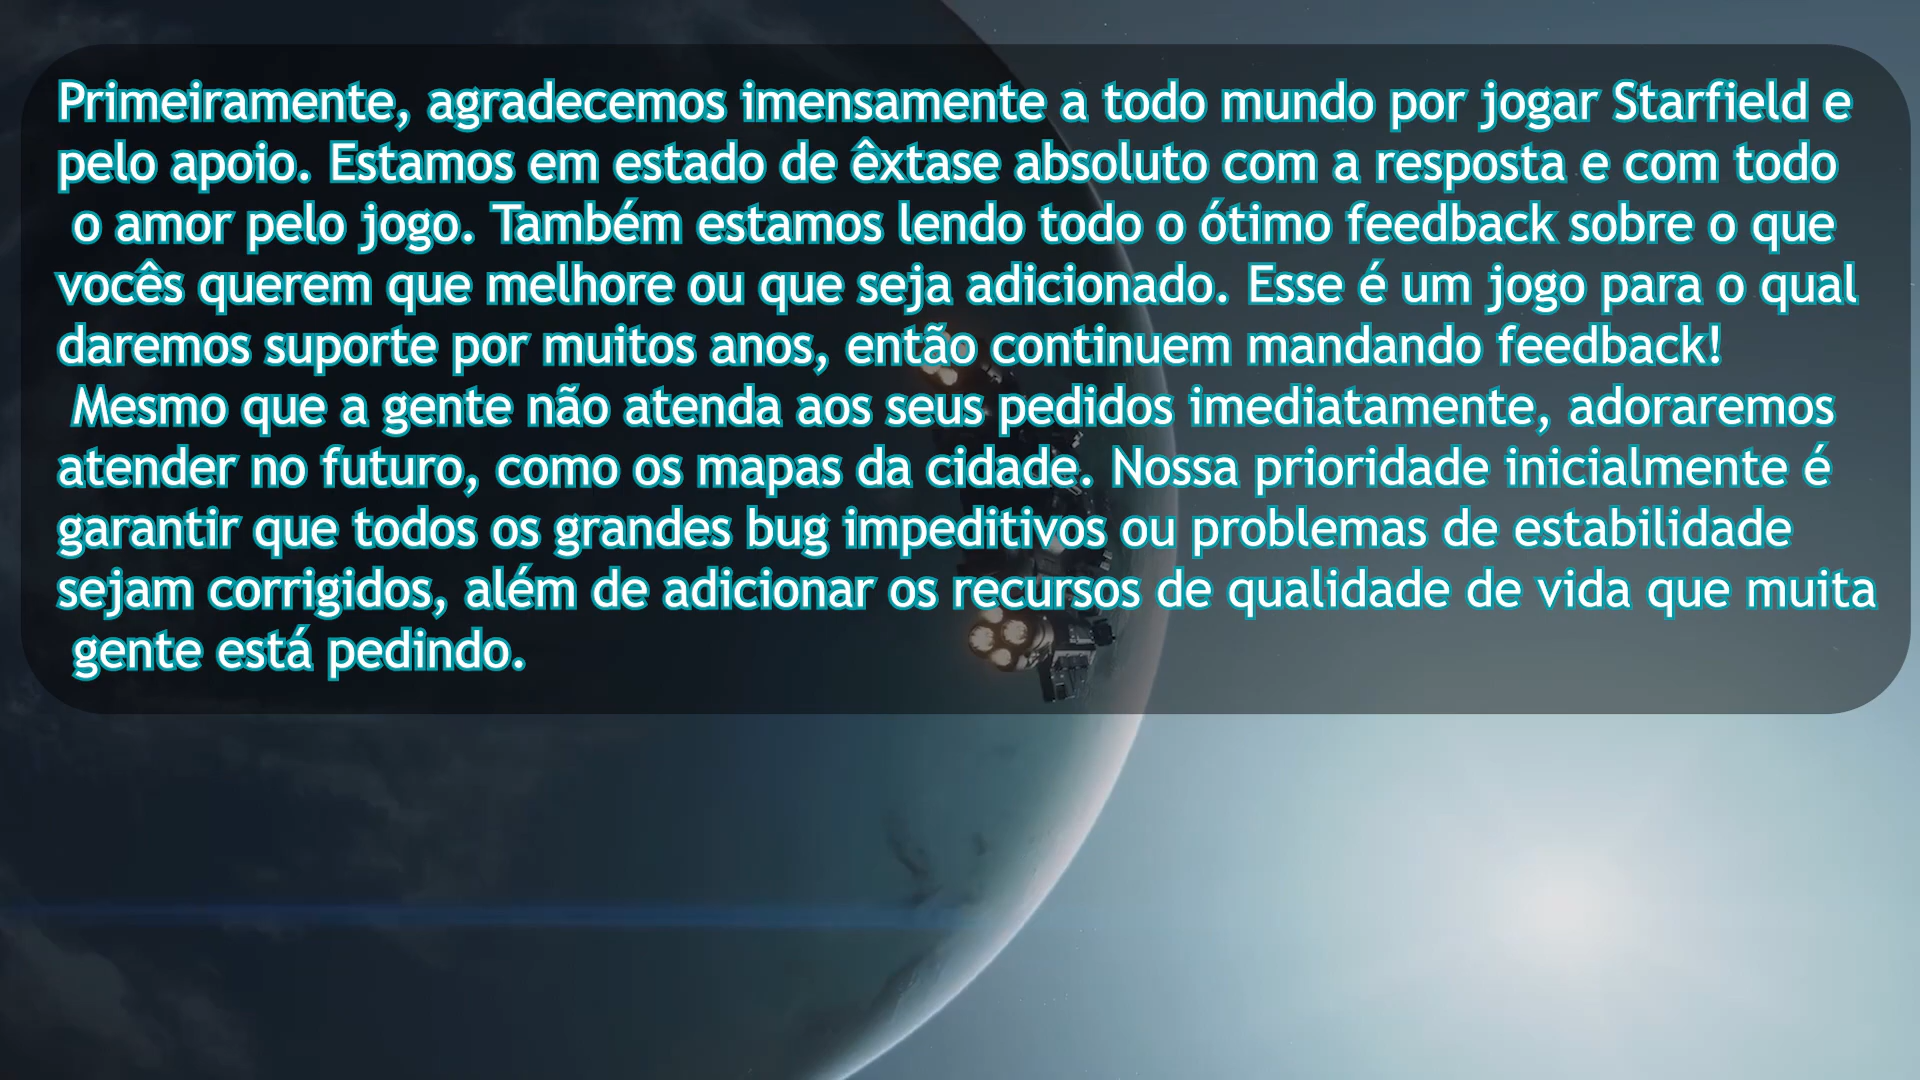 Primeiramente, agradecemos imensamente a todo mundo por jogar Starfield e
pelo apoio. Estamos em estado de êxtase absoluto com a resposta e com todo
o amor pelo jogo. Também estamos lendo todo o ótimo feedback sobre o que
vocês querem que melhore ou que seja adicionado. Esse é um jogo para o qual
daremos suporte por muitos anos, então continuem mandando feedback!
Mesmo que a gente não atenda aos seus pedidos imediatamente, adoraremos
atender no futuro, como os mapas da cidade. Nossa prioridade inicialmente é
garantir que todos os grandes bug impeditivos ou problemas de estabilidade
sejam corrigidos, além de adicionar os recursos de qualidade de vida que muita
gente está pedindo.